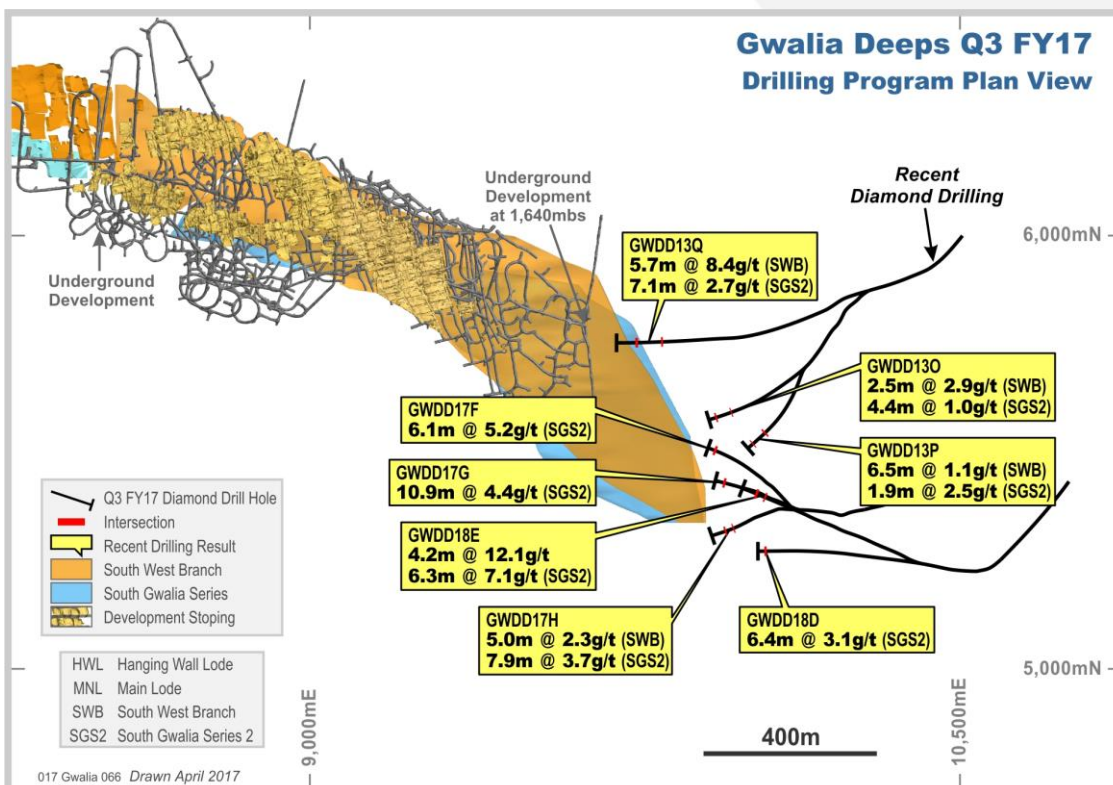 Gwalia Deeps Q3 FY17
Drilling Program Plan View
Recent
Diamond Drilling
Underground
Development
at 1,640mbs
6,000mN
GWDD13Q
5.7m @ 8.4g/t (SWB)
7.1m @ 2.7g/t (SGS2)
Underground
Development
GWDD13O
2.5m @ 2.9g/t (SWB)
4.4m @ 1.0g/t (SGS2)
GWDD17F
6.1m @ 5.2g/t (SGS2)
GWDD13P
6.5m @ 1.1g/t (SWB)
1.9m @ 2.5g/t (SGS2)
GWDD17G
10.9m @ 4.4g/t (SGS2)
GWDD18E
4.2m @ 12.1g/t
6.3m @ 7.1g/t (SGS2)
GWDD17H
5.0m @ 2.3g/t (SWB)
7.9m @ 3.7g/t (SGS2)
GWDD18D
6.4m @ 3.1g/t (SGS2)
5,000mN
Q3 FY17 Diamond Drill Hole
Intersection
Recent Drilling Result
South West Branch
South Gwalia Series
Development Stoping
HWL Hanging Wall Lode
MNL Main Lode
SWB South West Branch
SGS2 South Gwalia Series 2
9,000mE
10,500mE
400m
017 Gwalia 066 Drawn April 2017